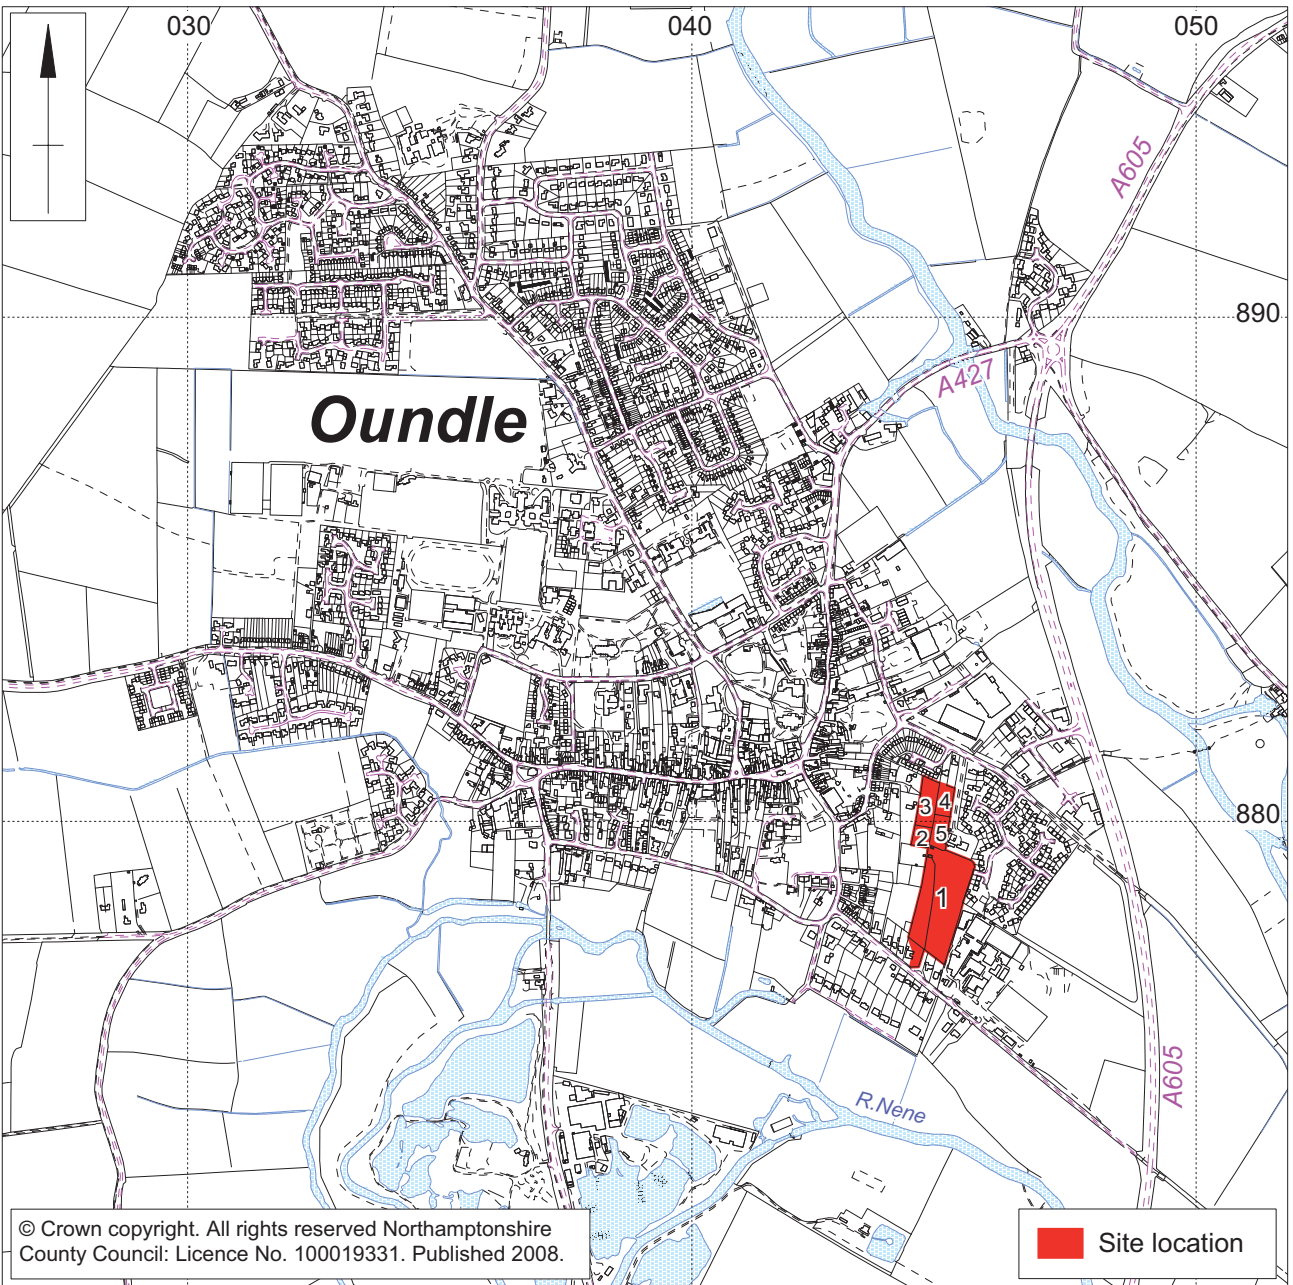 030
040
050
A605
890
A427
Oundle
3
4
2
5
880
1
A605
R.Nene
© Crown copyright. All rights reserved Northamptonshire
County Council: Licence No. 100019331. Published 2008.
Site location